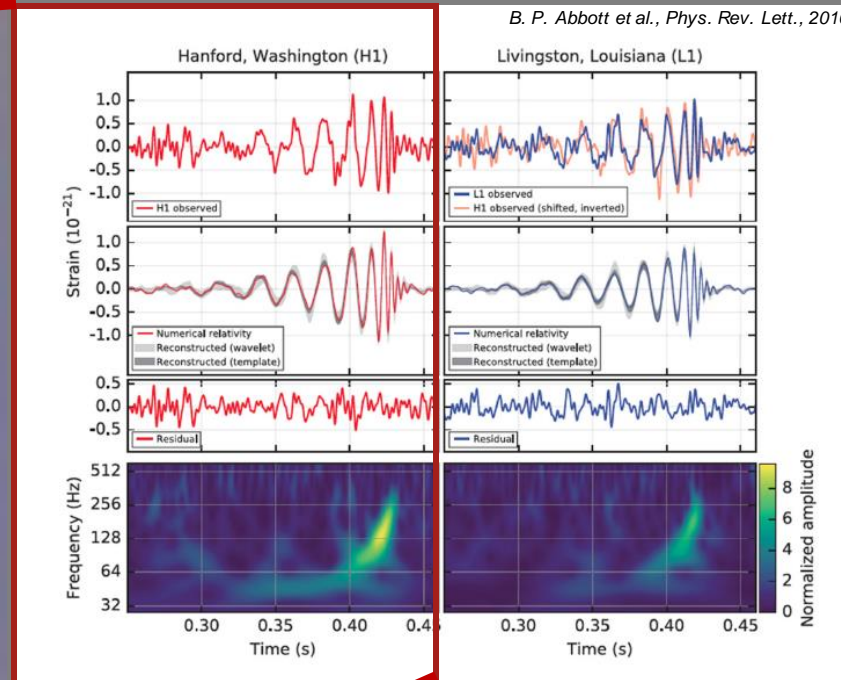 B. P. Abbott et al., Phys. Rev. Lett., 2016
Hanford, Washington (H1)
Livingston, Louisiana (L1)
Strain (10⁻²¹)
1.0
0.5
0.0
-0.5
-1.0
H1 observed
L1 observed
H1 observed (shifted, inverted)
1.0
0.5
0.0
-0.5
-1.0
Numerical relativity
Reconstructed (wavelet)
Reconstructed (template)
Numerical relativity
Reconstructed (wavelet)
Reconstructed (template)
0.5
0.0
-0.5
Residual
Residual
Frequency (Hz)
512
256
128
64
32
Normalized amplitude
8
6
4
2
0
0.30 0.35 0.40 0.45
Time (s)
0.30 0.35 0.40 0.45
Time (s)